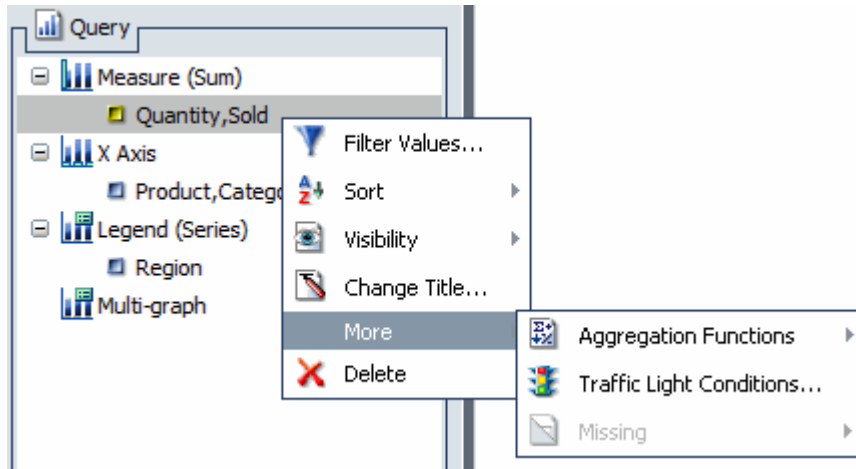 Query
Measure (Sum)
Quantity,Sold
X Axis
Product,Catego
Legend (Series)
Region
Multi-graph
Filter Values...
Sort
Visibility
Change Title...
More
Delete
Aggregation Functions
Traffic Light Conditions...
Missing